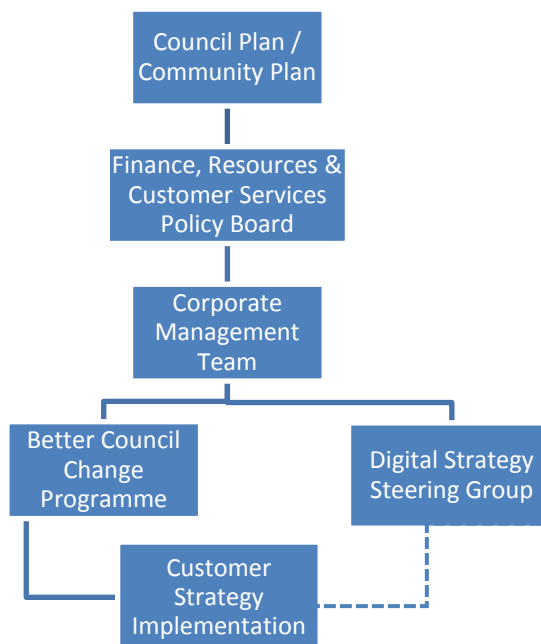 Council Plan /
Community Plan
Finance, Resources &
Customer Services
Policy Board
Corporate
Management
Team
Better Council
Change
Programme
Digital Strategy
Steering Group
Customer
Strategy
Implementation